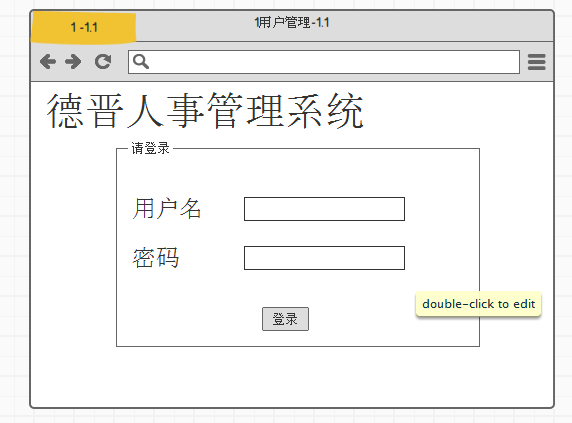 1 -1.1
1用户管理-1.1
德晋人事管理系统
请登录
用户名
密码
double-click to edit
登录